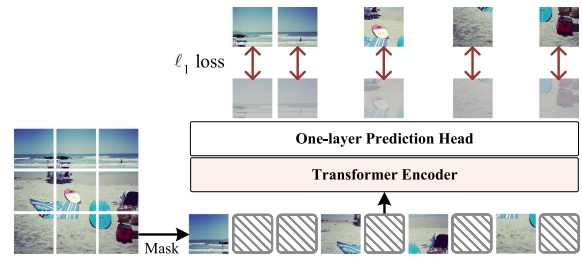 ℓ₁ loss
One-layer Prediction Head
Transformer Encoder
Mask